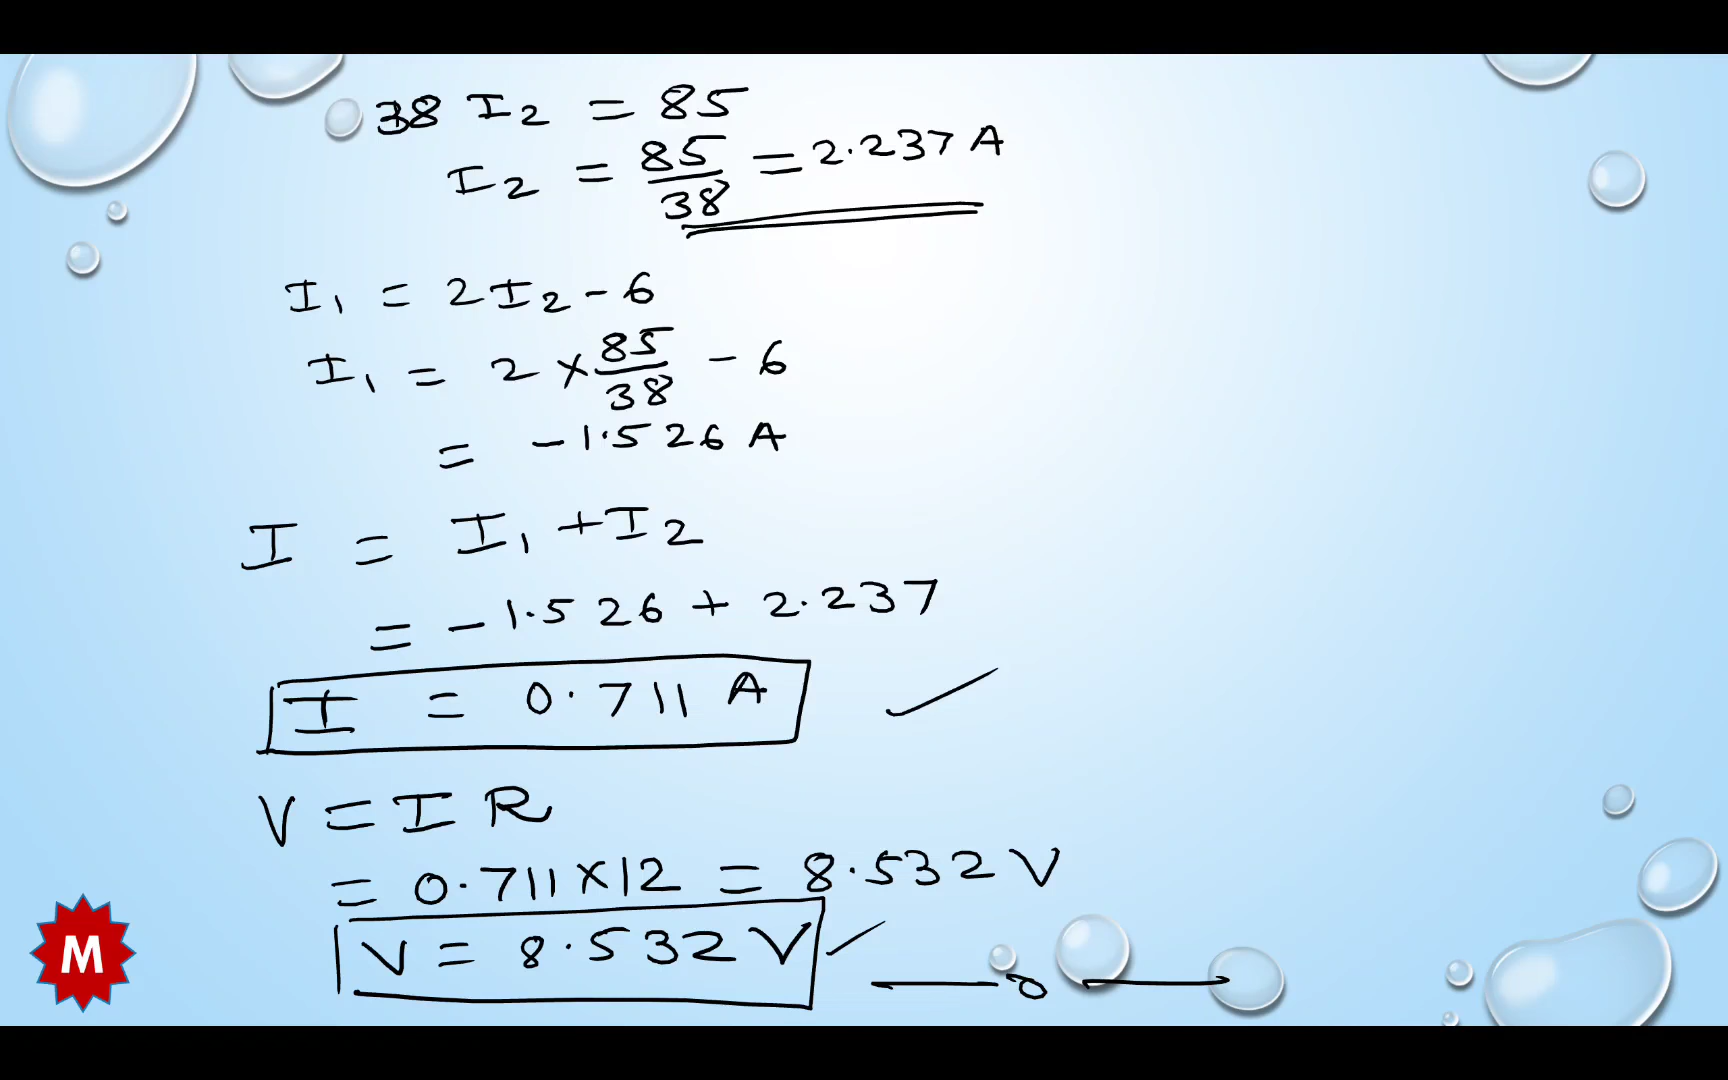 38 I₂ = 85
I₂ = 85/38 = 2.237 A
I₁ = 2I₂ - 6
I₁ = 2 × 85/38 - 6
= -1.526 A
I = I₁ + I₂
= -1.526 + 2.237
I = 0.711 A
V = I R
= 0.711 × 12 = 8.532 V
V = 8.532 V
M